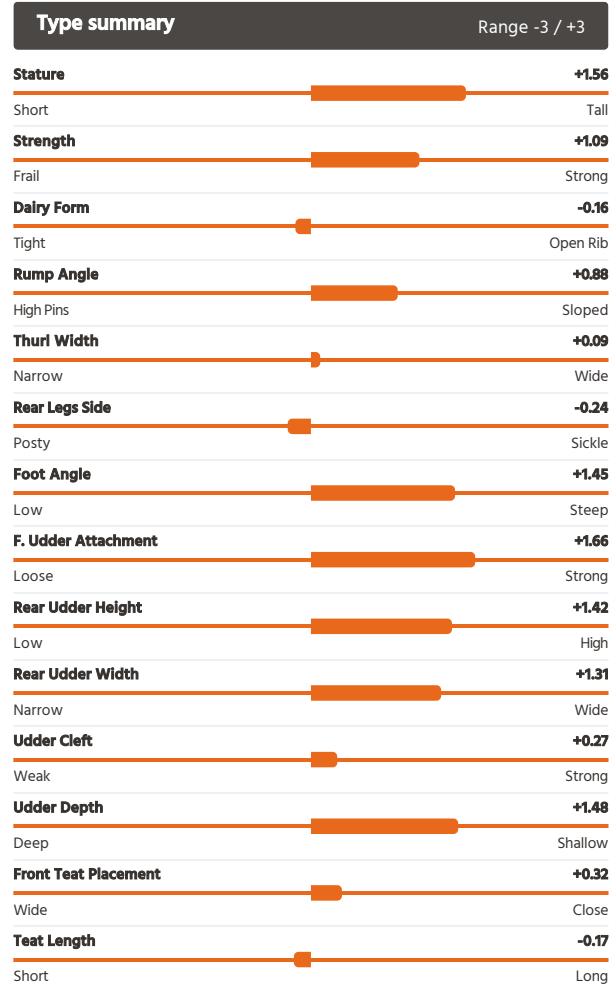 Type summary Range -3 / +3
Stature +1.56
Short Tall
Strength +1.09
Frail Strong
Dairy Form -0.16
Tight Open Rib
Rump Angle +0.88
High Pins Sloped
Thurl Width +0.09
Narrow Wide
Rear Legs Side -0.24
Posty Sickle
Foot Angle +1.45
Low Steep
F. Udder Attachment +1.66
Loose Strong
Rear Udder Height +1.42
Low High
Rear Udder Width +1.31
Narrow Wide
Udder Cleft +0.27
Weak Strong
Udder Depth +1.48
Deep Shallow
Front Teat Placement +0.32
Wide Close
Teat Length -0.17
Short Long